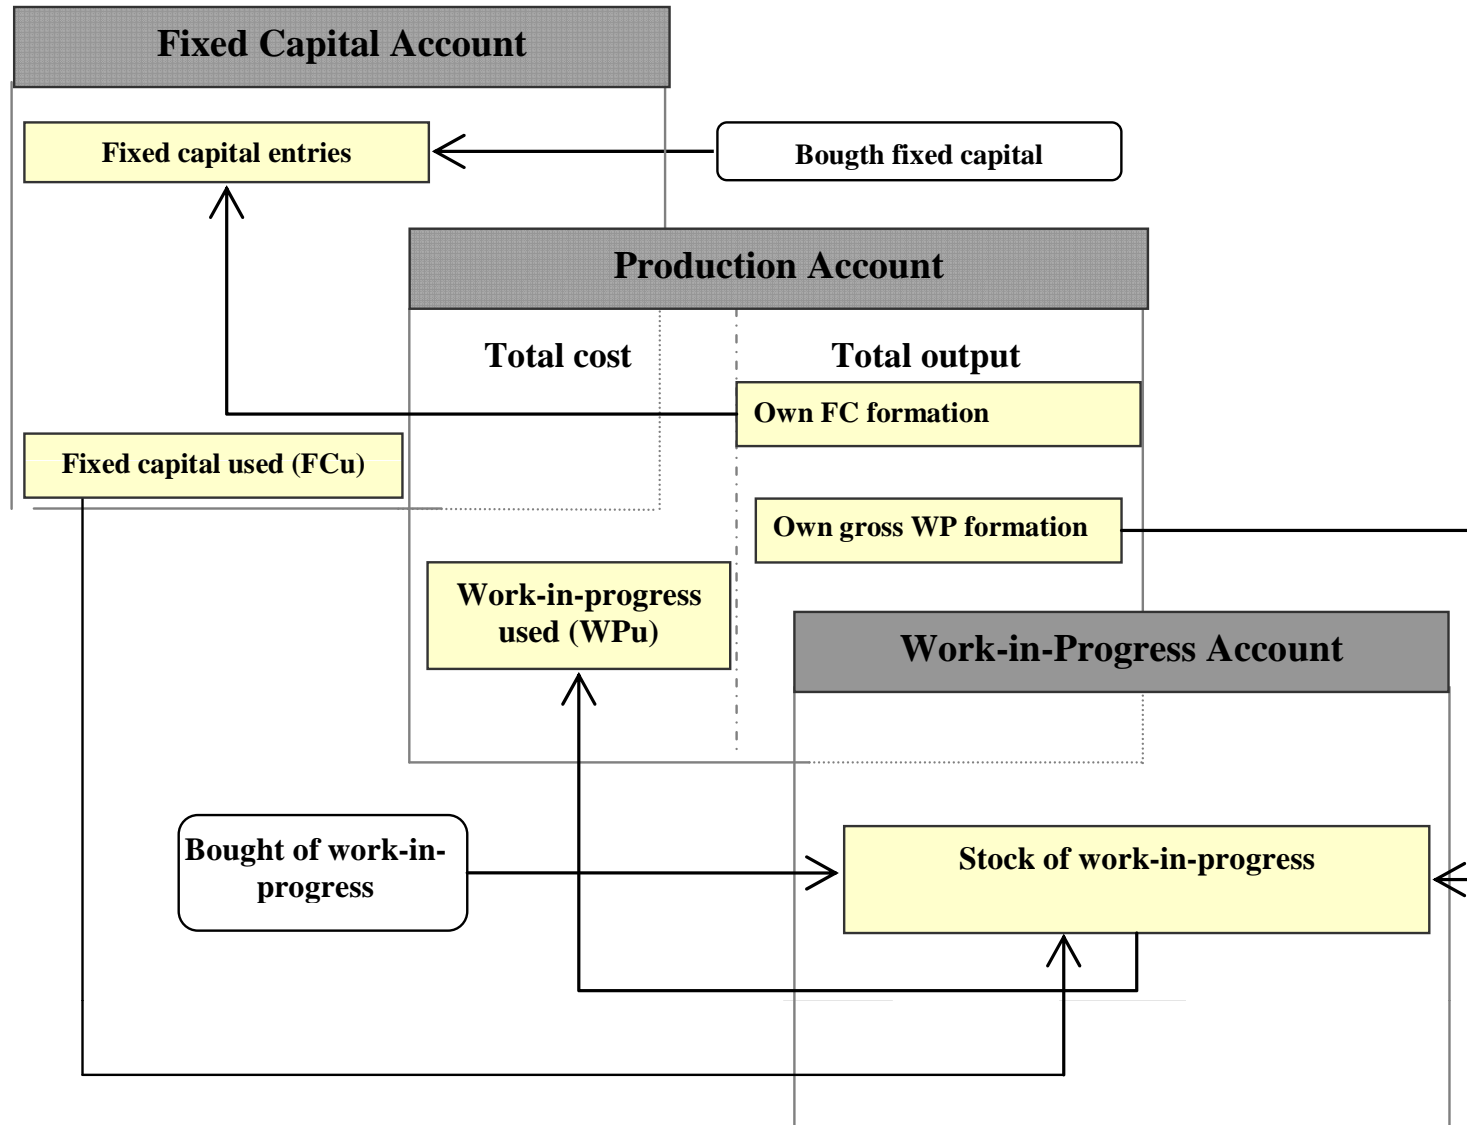 Fixed Capital Account
Fixed capital entries
Bougth fixed capital
Production Account
Total cost
Total output
Own FC formation
Fixed capital used (FCu)
Own gross WP formation
Work-in-progress
used (WPu)
Work-in-Progress Account
Bought of work-in-
progress
Stock of work-in-progress